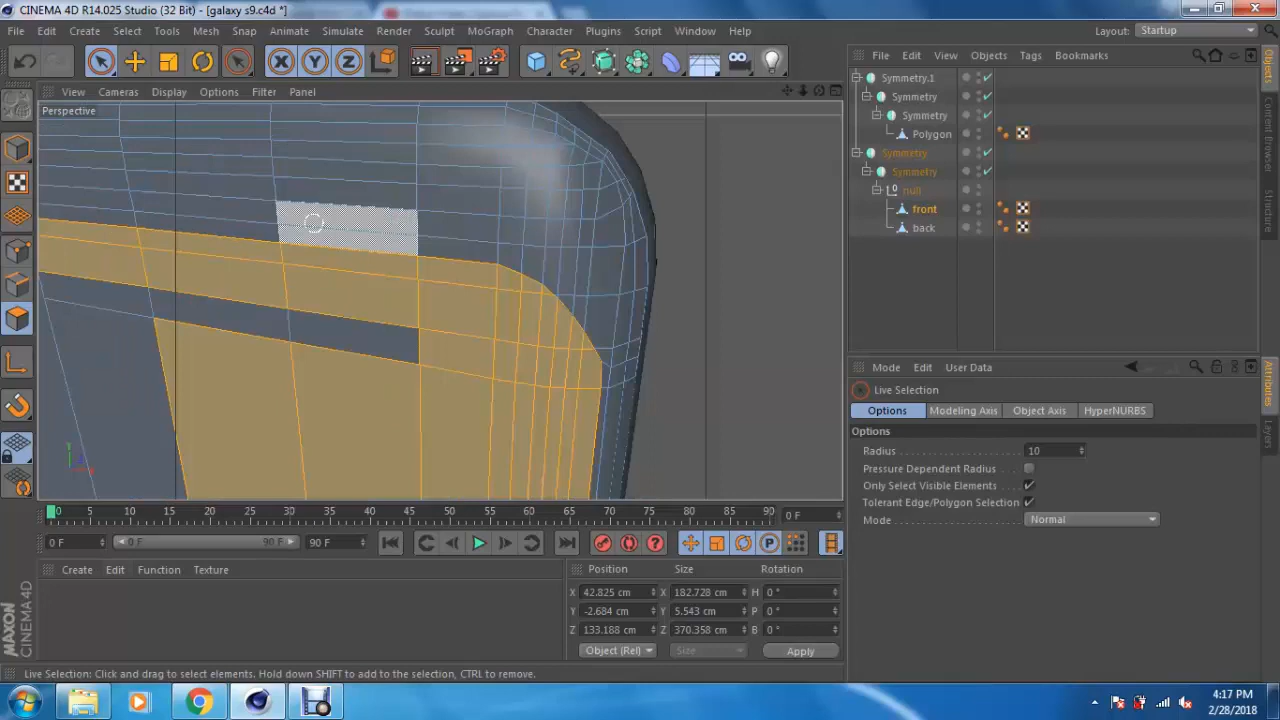 CINEMA 4D R14.025 Studio (32 Bit) - [galaxy s9.c4d *]
File Edit Create Select Tools Mesh Snap Animate Simulate Render Sculpt MoGraph Character Plugins Script Window Help Layout: Startup
File Edit View Objects Tags Bookmarks
View Cameras Display Options Filter Panel
Perspective
Symmetry.1
Symmetry
Symmetry
Polygon
Symmetry
Symmetry
null
front
back
Objects
Content Browser
Structure
Mode Edit User Data
Live Selection
Options Modeling Axis Object Axis HyperNURBS
Options
Radius 10
Pressure Dependent Radius
Only Select Visible Elements
Tolerant Edge/Polygon Selection
Mode Normal
Attributes
Layers
0 5 10 15 20 25 30 35 40 45 50 55 60 65 70 75 80 85 90 0 F
0 F 0 F 90 F 90 F
Create Edit Function Texture
Position Size Rotation
X 42.825 cm X 182.728 cm H 0 °
Y -2.684 cm Y 5.543 cm P 0 °
Z 133.188 cm Z 370.358 cm B 0 °
Object (Rel) Size Apply
MAXON
CINEMA 4D
Live Selection: Click and drag to select elements. Hold down SHIFT to add to the selection, CTRL to remove.
4:17 PM
2/28/2018